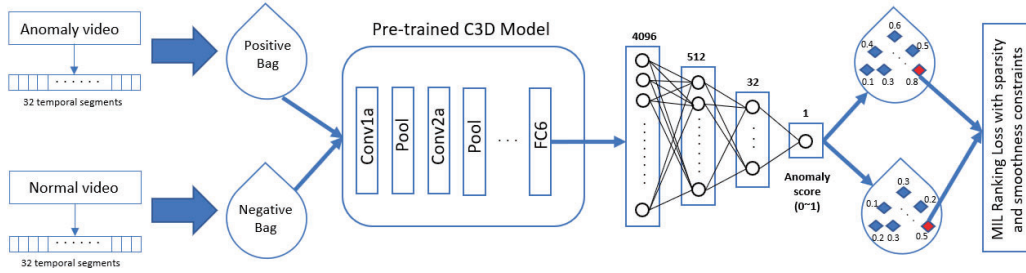 Anomaly video
32 temporal segments
Positive
Bag
Normal video
32 temporal segments
Negative
Bag
Pre-trained C3D Model
Conv1a
Pool
Conv2a
Pool
FC6
4096
512
32
1
Anomaly
score
(0~1)
0.6
0.4
0.5
0.1
0.3
0.8
0.3
0.1
0.2
0.2
0.3
0.5
MIL Ranking Loss with sparsity
and smoothness constraints